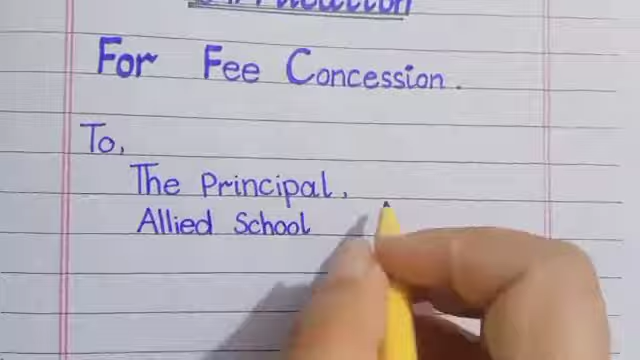 For Fee Concession.
To,
The Principal,
Allied School